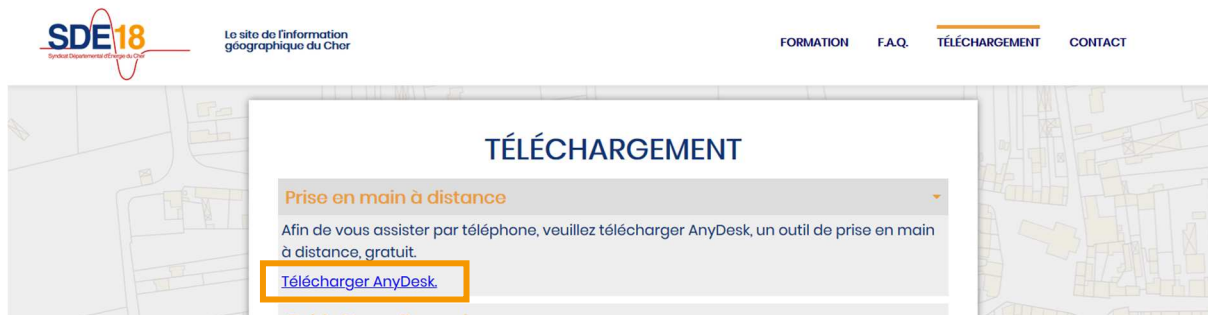 SDE18
Syndicat Départemental d'Énergie du Cher
Le site de l'information
géographique du Cher
FORMATION
F.A.Q.
TÉLÉCHARGEMENT
CONTACT
TÉLÉCHARGEMENT
Prise en main à distance
Afin de vous assister par téléphone, veuillez télécharger AnyDesk, un outil de prise en main
à distance, gratuit.
Télécharger AnyDesk.